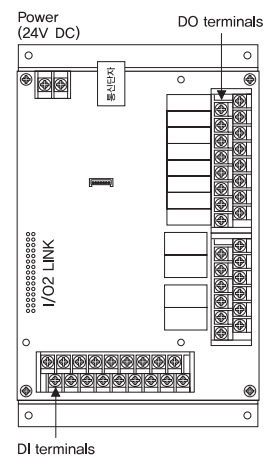 Power
(24V DC)
DO terminals
통신단자
I/O2 LINK
DI terminals